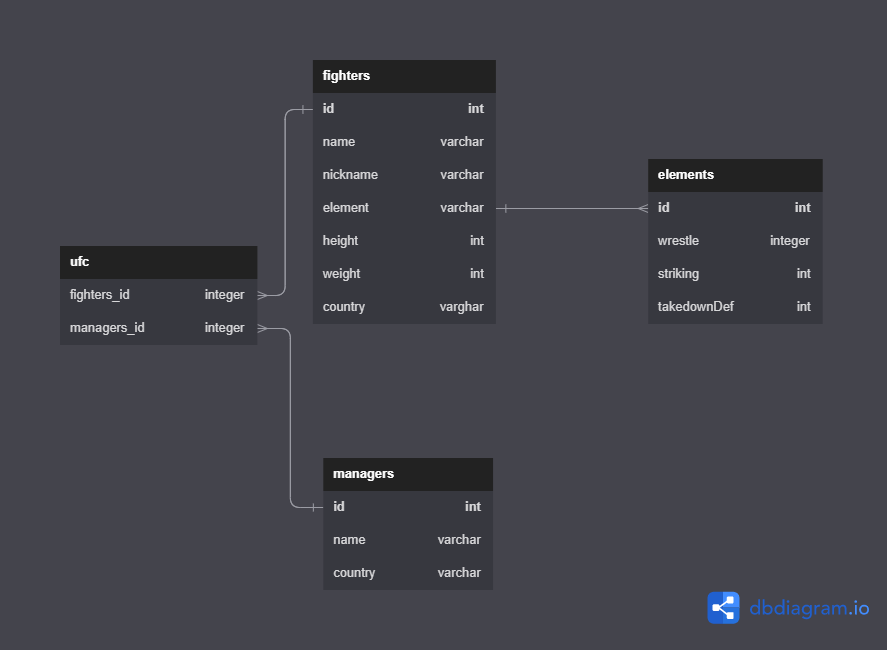 fighters
id int
name varchar
nickname varchar
element varchar
height int
weight int
country varghar
elements
id int
wrestle integer
striking int
takedownDef int
ufc
fighters_id integer
managers_id integer
managers
id int
name varchar
country varchar
dbdiagram.io